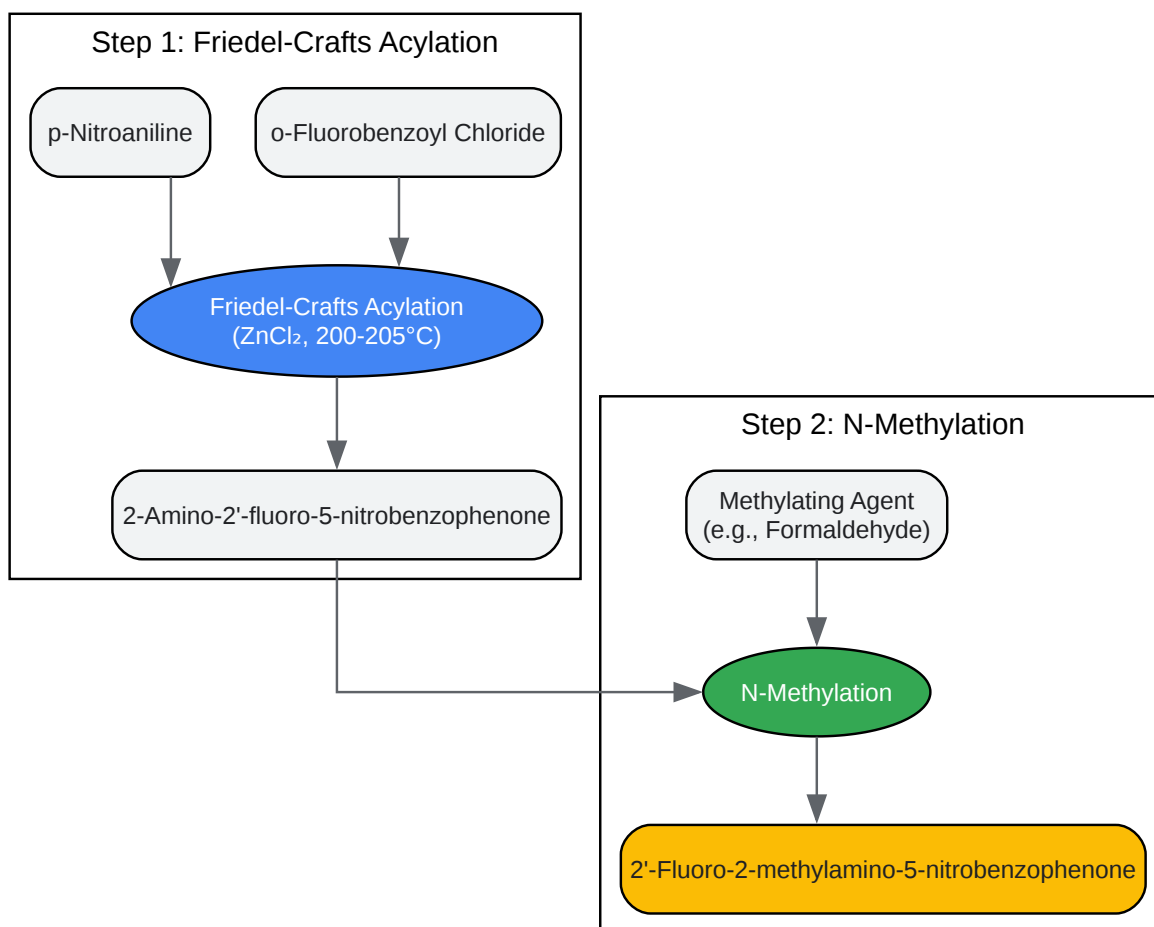 Step 1: Friedel-Crafts Acylation
p-Nitroaniline
o-Fluorobenzoyl Chloride
Friedel-Crafts Acylation
(ZnCl₂, 200-205°C)
2-Amino-2'-fluoro-5-nitrobenzophenone
Step 2: N-Methylation
Methylating Agent
(e.g., Formaldehyde)
N-Methylation
2'-Fluoro-2-methylamino-5-nitrobenzophenone